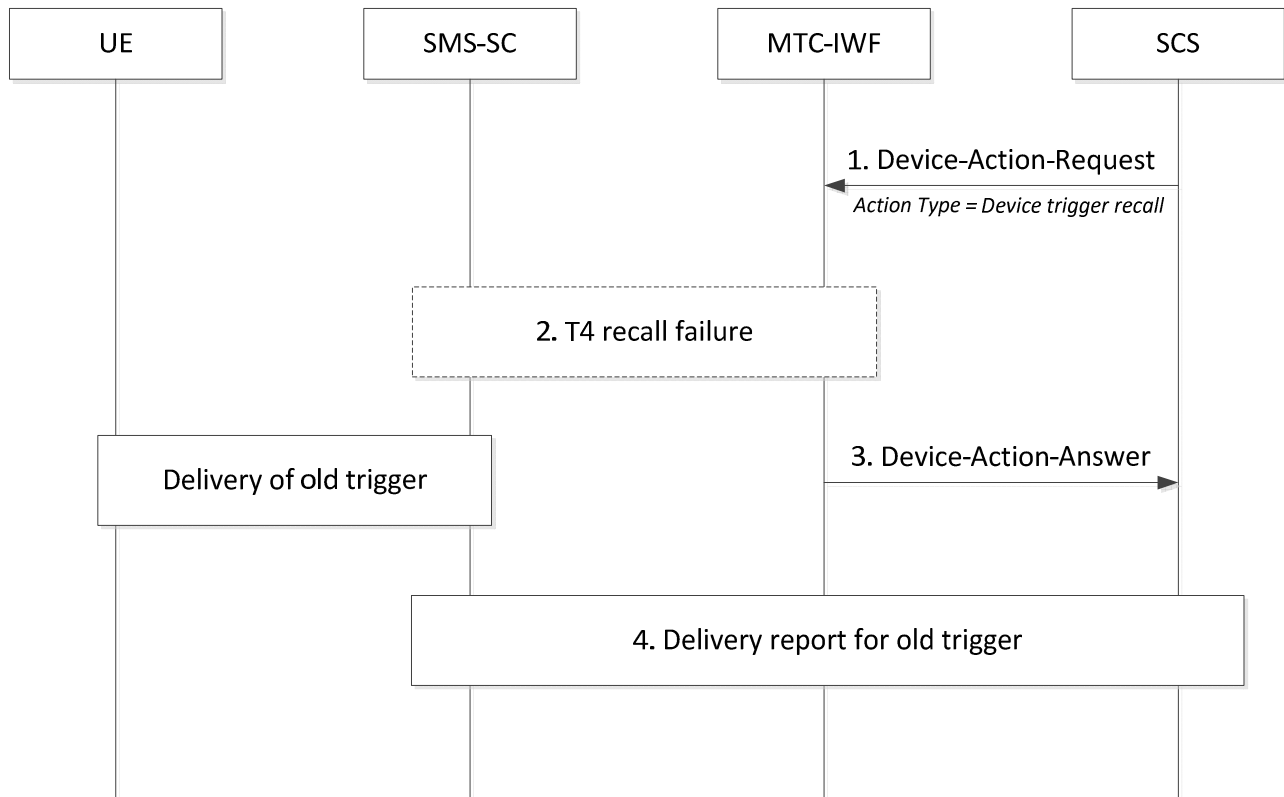 UE
SMS-SC
MTC-IWF
SCS
1. Device-Action-Request
Action Type = Device trigger recall
2. T4 recall failure
3. Device-Action-Answer
Delivery of old trigger
4. Delivery report for old trigger